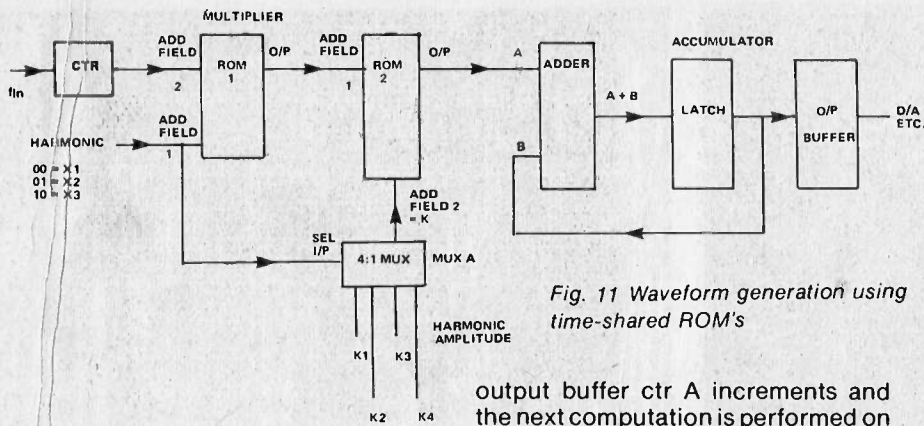 MULTIPLIER
ADD
FIELD
2
O/P
ADD
FIELD
1
O/P
A
ACCUMULATOR
CTR
fIn
ROM
1
ROM
2
ADDER
A + B
LATCH
O/P
BUFFER
D/A
ETC.
HARMONIC
ADD
FIELD
1
B
00 = X1
01 = X2
10 = X3
ADD
FIELD 2
= K
SEL
I/P
4:1 MUX
MUX A
HARMONIC
AMPLITUDE
K1
K2
K3
K4
Fig. 11 Waveform generation using
time-shared ROM's
output buffer ctr A increments and
the next computation is performed on